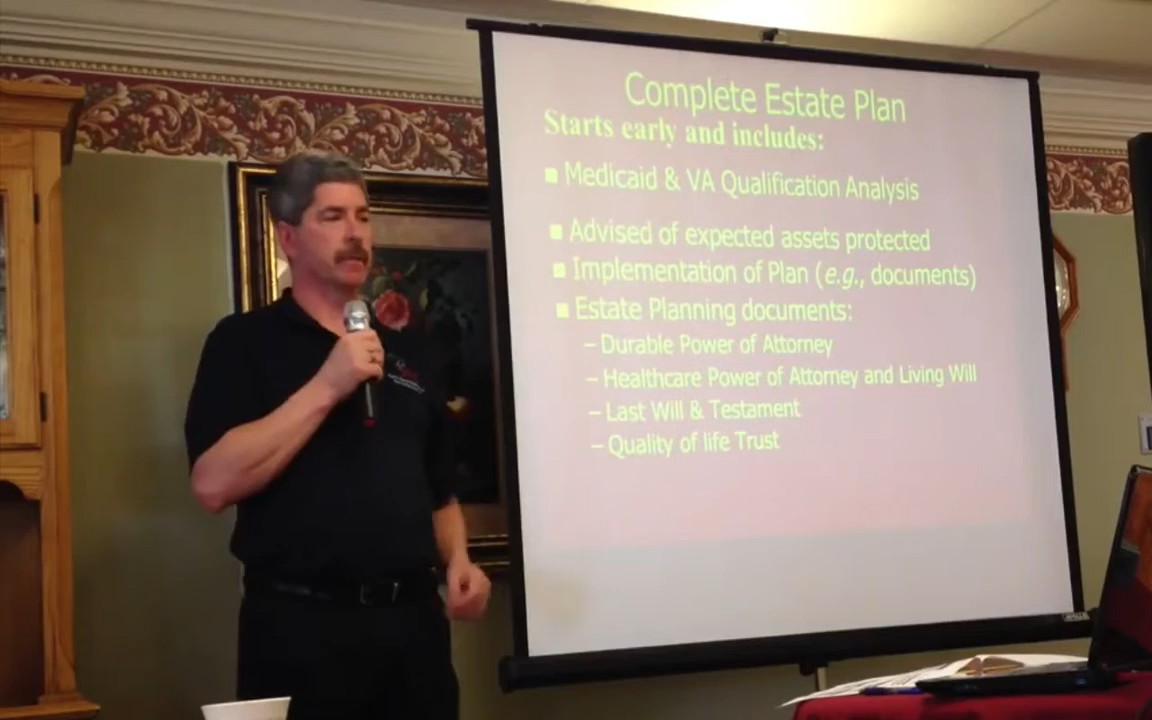 Complete Estate Plan
Starts early and includes:
■ Medicaid & VA Qualification Analysis
■ Advised of expected assets protected
■ Implementation of Plan (e.g., documents)
■ Estate Planning documents:
– Durable Power of Attorney
– Healthcare Power of Attorney and Living Will
– Last Will & Testament
– Quality of life Trust